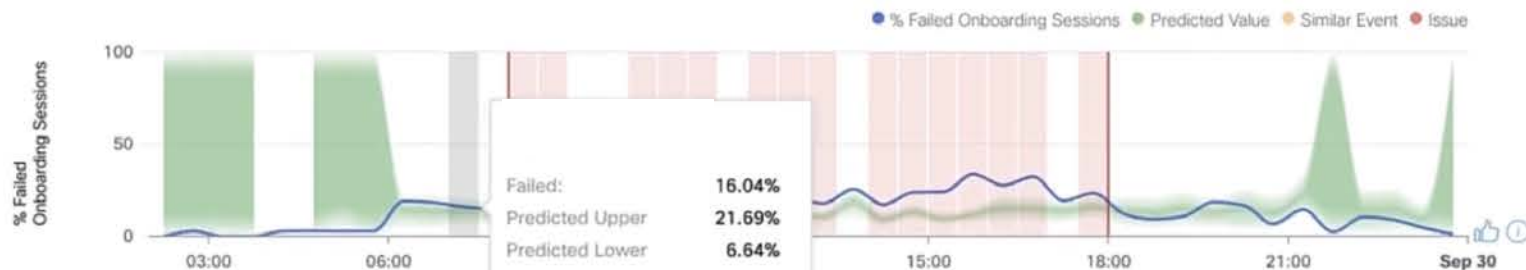 % Failed Onboarding Sessions Predicted Value Similar Event Issue
% Failed
Onboarding Sessions
100
50
0
Failed: 16.04%
Predicted Upper 21.69%
Predicted Lower 6.64%
03:00 06:00 15:00 18:00 21:00 Sep 30